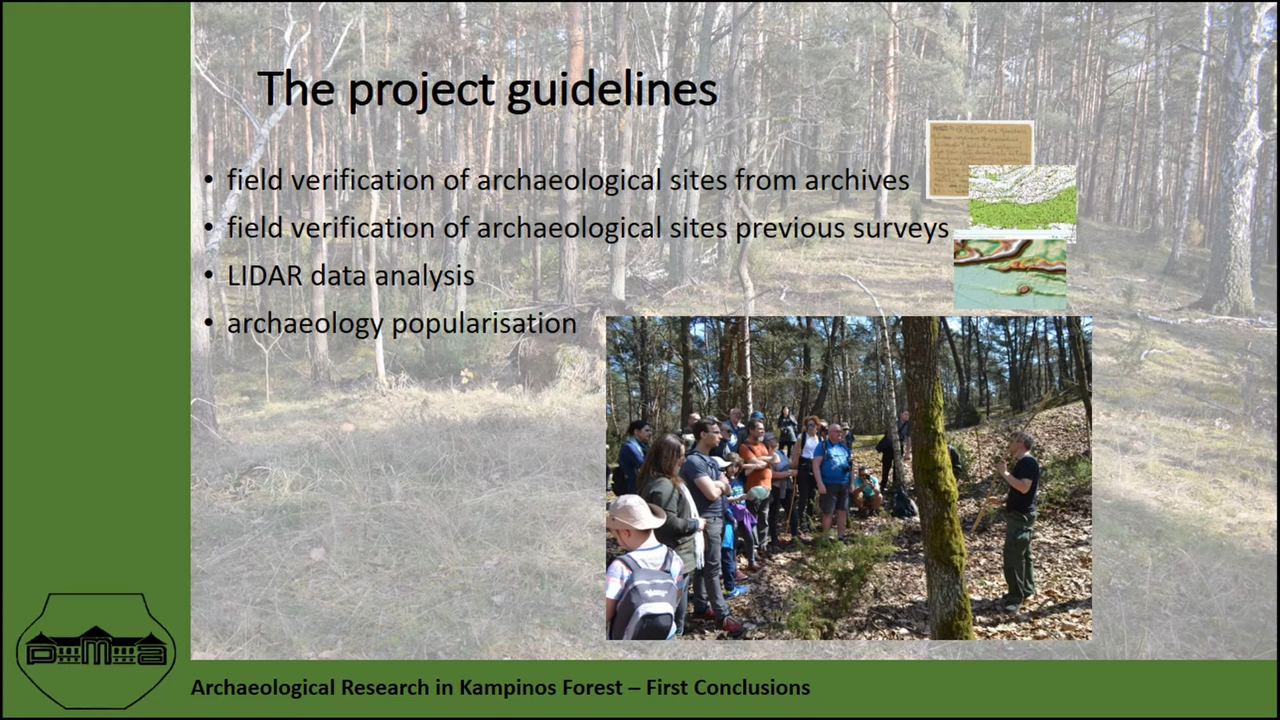 The project guidelines
• field verification of archaeological sites from archives
• field verification of archaeological sites previous surveys
• LIDAR data analysis
• archaeology popularisation
PMA
Archaeological Research in Kampinos Forest – First Conclusions